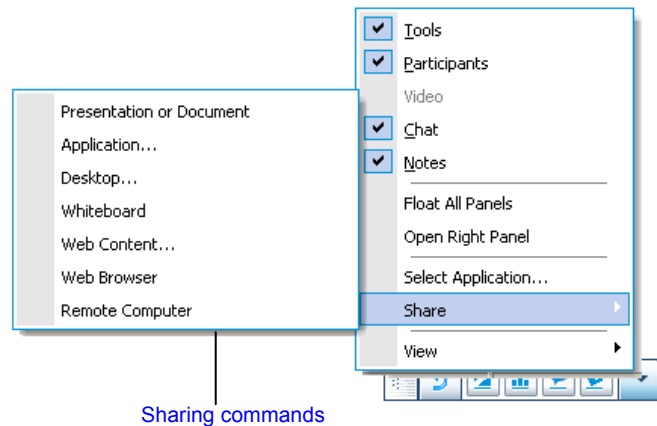 Tools
Participants
Video
Chat
Notes
Float All Panels
Open Right Panel
Select Application...
Share
View
Presentation or Document
Application...
Desktop...
Whiteboard
Web Content...
Web Browser
Remote Computer
Sharing commands